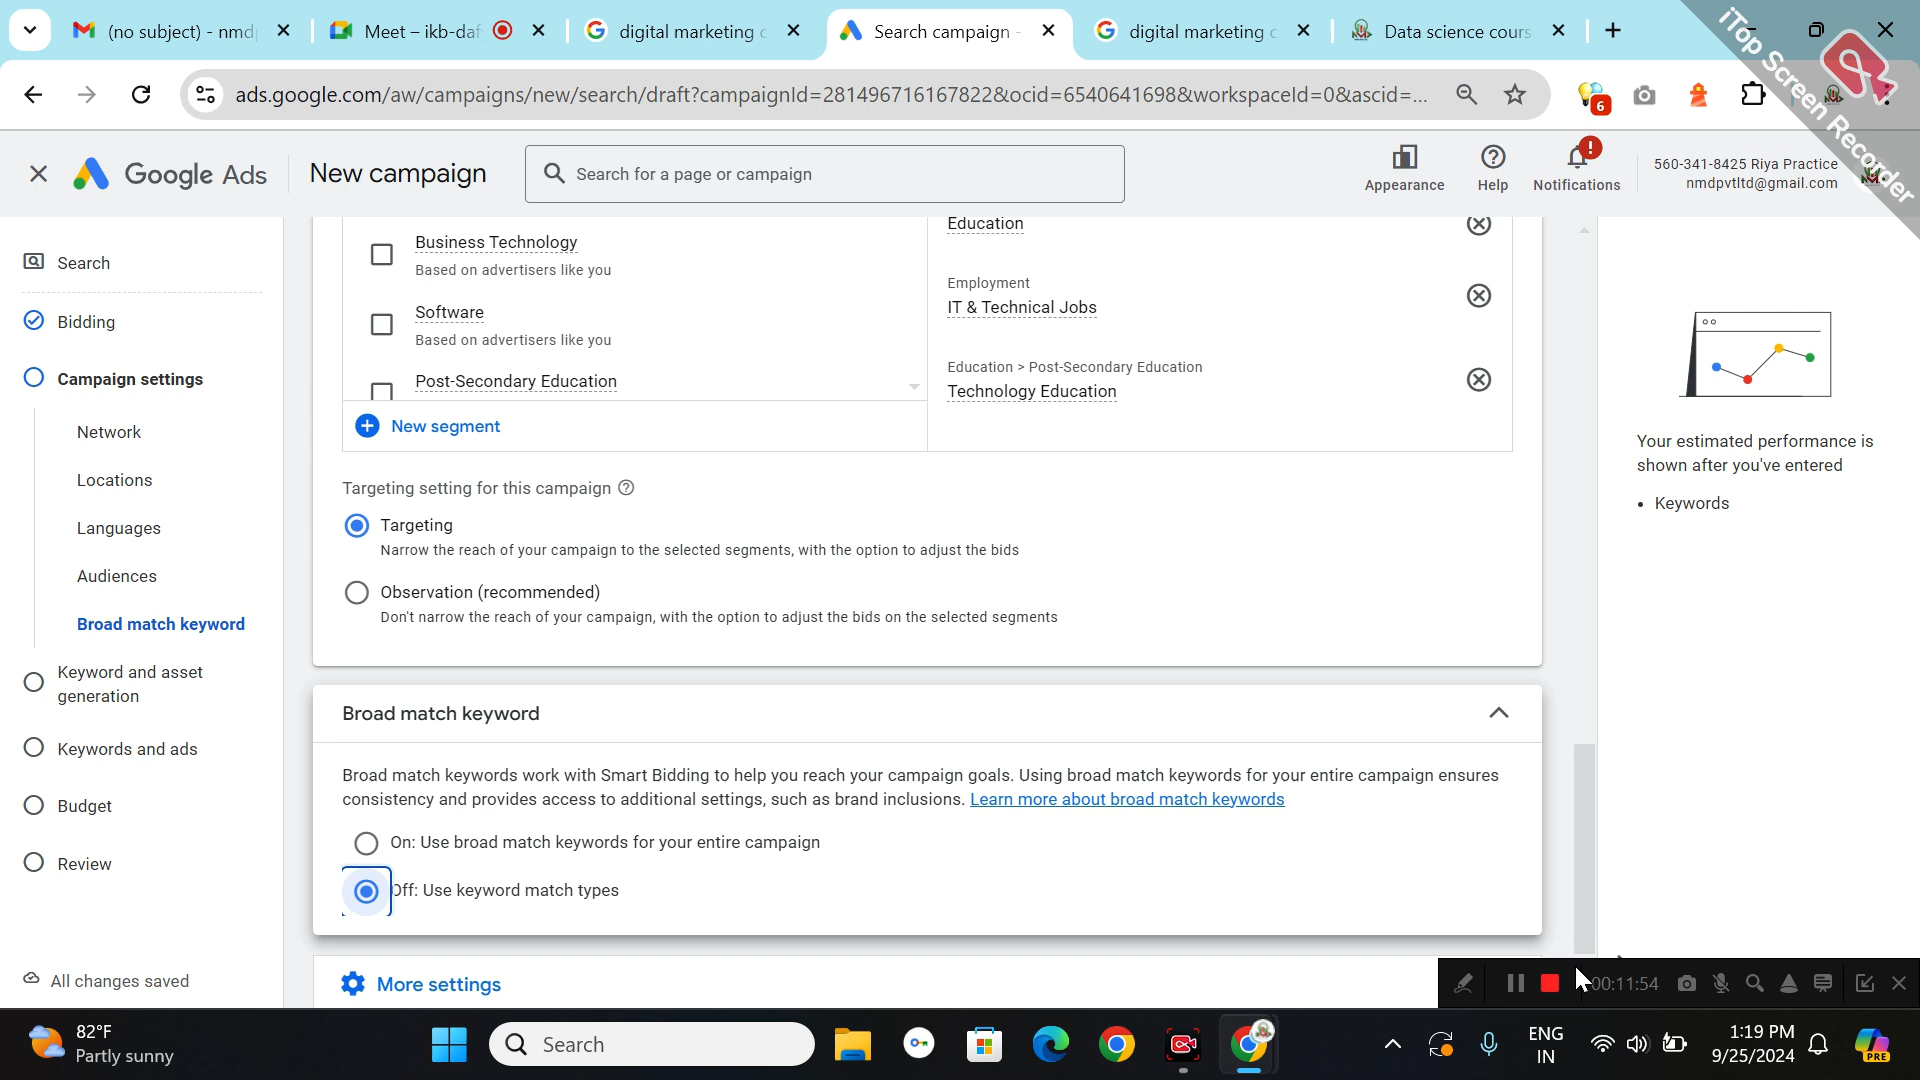 (no subject) - nmd
Meet – ikb-daf
digital marketing c
Search campaign -
digital marketing c
Data science cours
iTop Screen Recorder
ads.google.com/aw/campaigns/new/search/draft?campaignId=281496716167822&ocid=6540641698&workspaceId=0&ascid=...
6
Google Ads
New campaign
Search for a page or campaign
Appearance
Help
!
Notifications
560-341-8425 Riya Practice
nmdpvtltd@gmail.com
Search
Bidding
Campaign settings
Network
Locations
Languages
Audiences
Broad match keyword
Keyword and asset
generation
Keywords and ads
Budget
Review
All changes saved
Business Technology
Based on advertisers like you
Software
Based on advertisers like you
Post-Secondary Education
New segment
Education
Employment
IT & Technical Jobs
Education > Post-Secondary Education
Technology Education
Targeting setting for this campaign
Targeting
Narrow the reach of your campaign to the selected segments, with the option to adjust the bids
Observation (recommended)
Don't narrow the reach of your campaign, with the option to adjust the bids on the selected segments
Broad match keyword
Broad match keywords work with Smart Bidding to help you reach your campaign goals. Using broad match keywords for your entire campaign ensures
consistency and provides access to additional settings, such as brand inclusions. Learn more about broad match keywords
On: Use broad match keywords for your entire campaign
Off: Use keyword match types
More settings
Your estimated performance is
shown after you've entered
• Keywords
00:11:54
82°F
Partly sunny
Search
ENG
IN
1:19 PM
9/25/2024
PRE